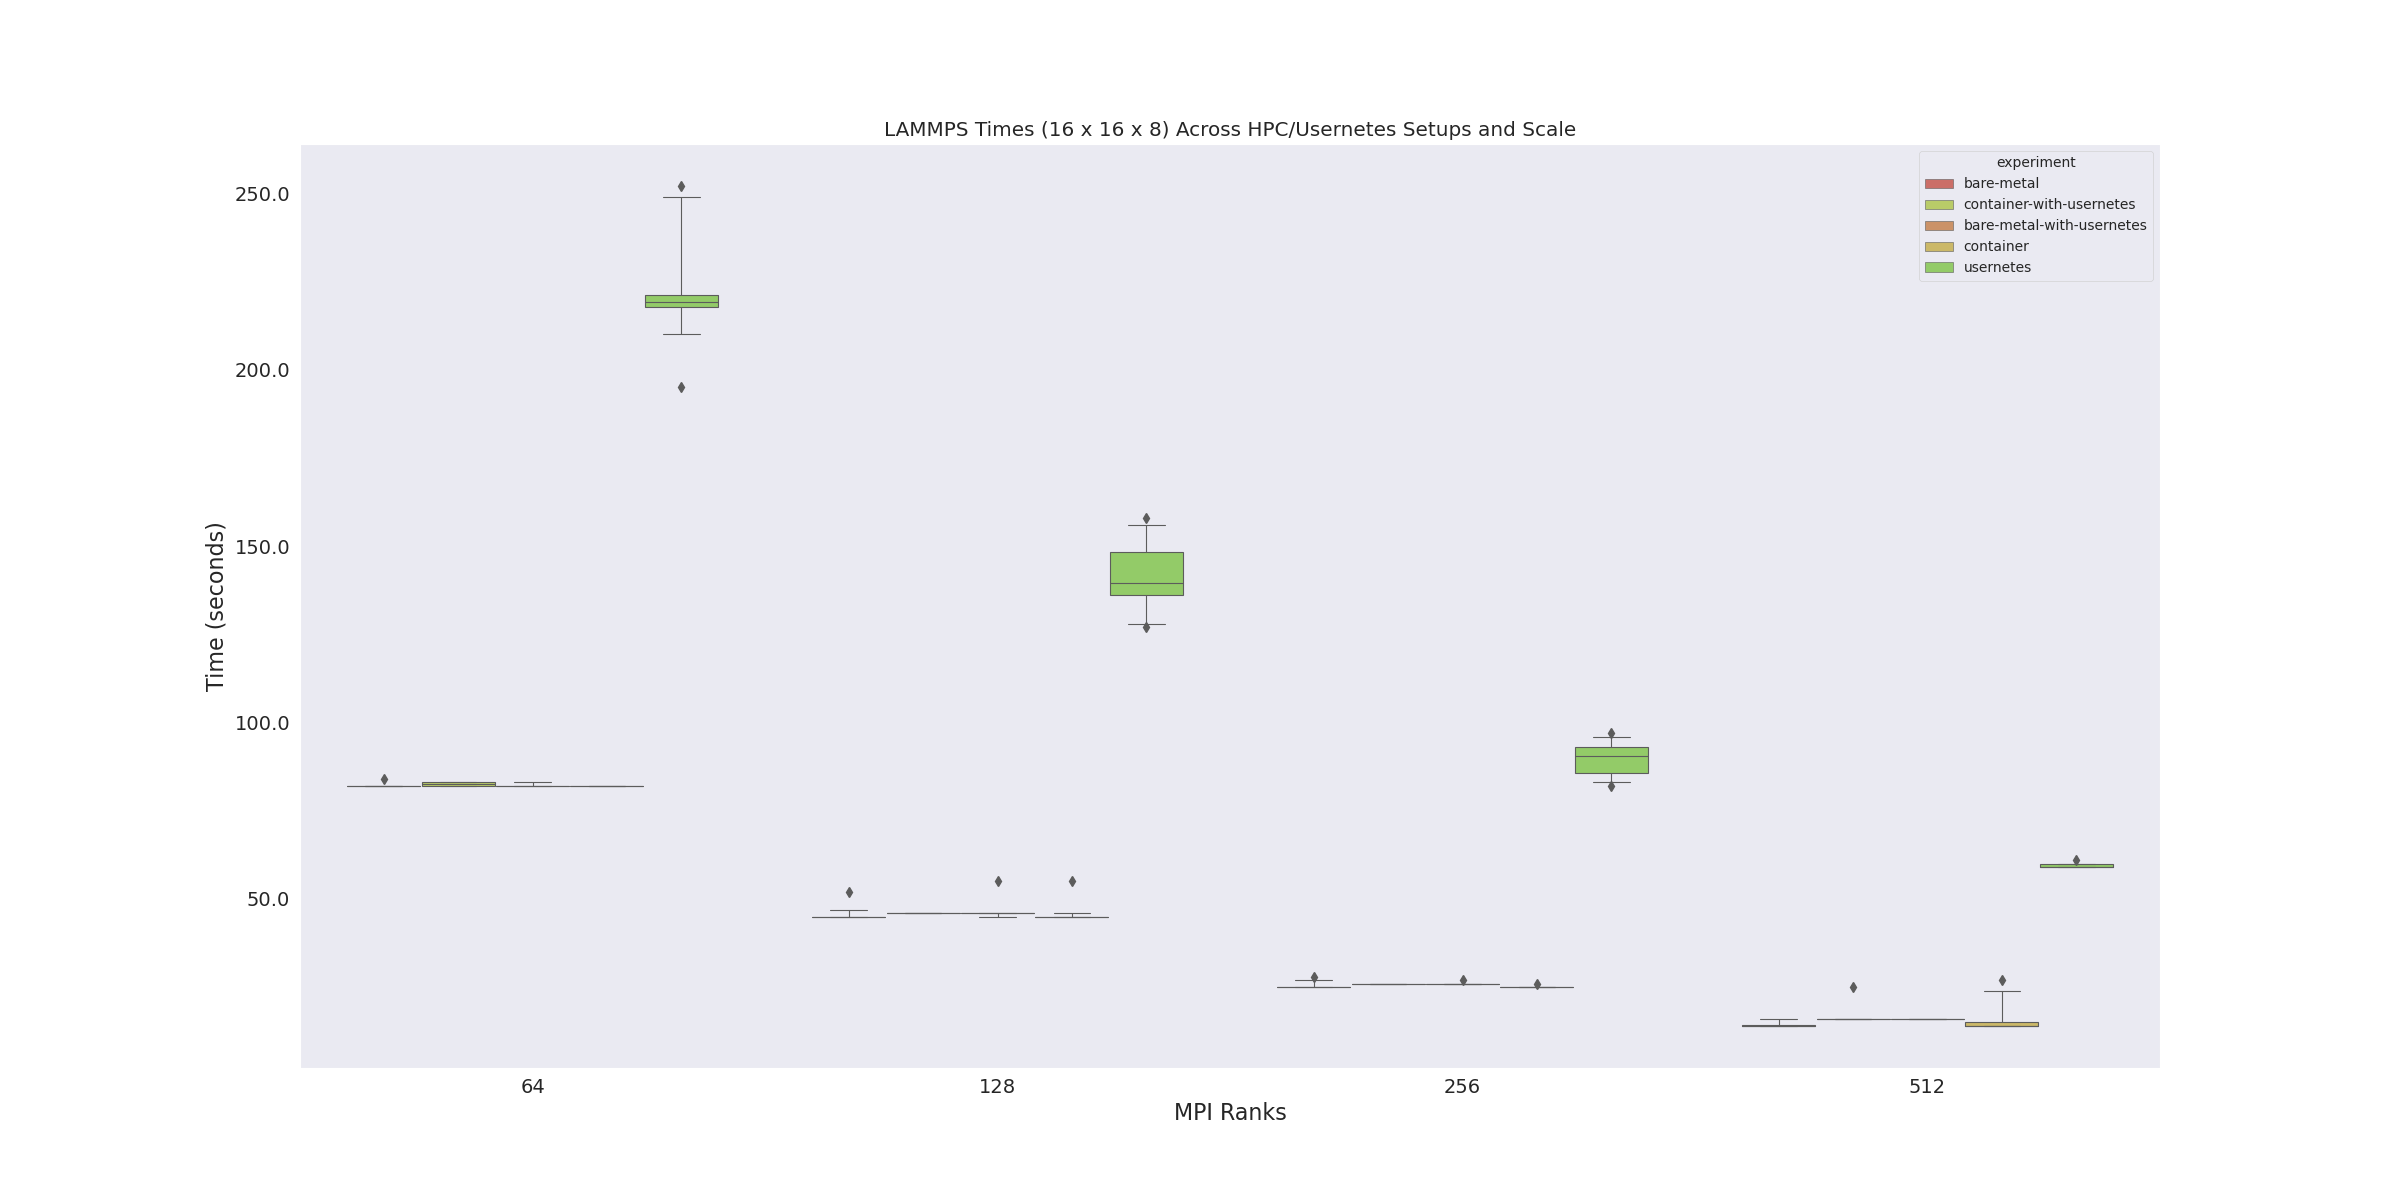 LAMMPS Times (16 x 16 x 8) Across HPC/Usernetes Setups and Scale
experiment
bare-metal
container-with-usernetes
bare-metal-with-usernetes
container
usernetes
250.0
200.0
150.0
100.0
50.0
Time (seconds)
64
128
256
512
MPI Ranks